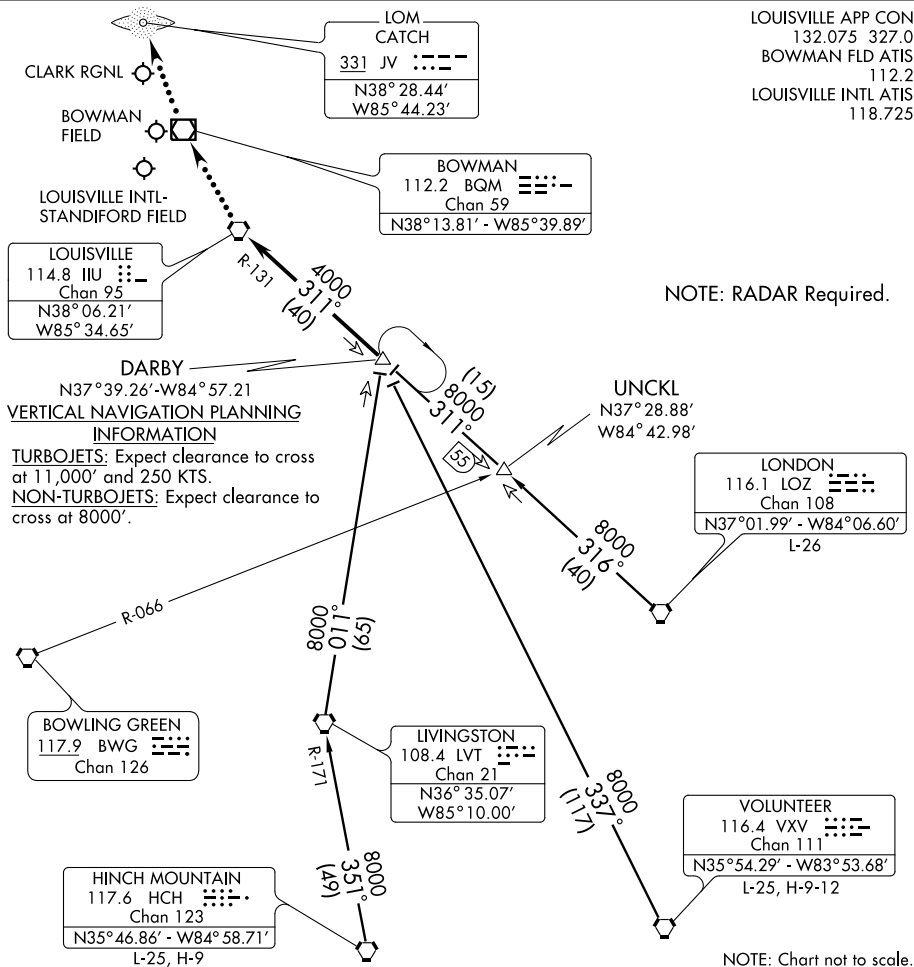 LOM
CATCH
331 JV
N38° 28.44′
W85° 44.23′
LOUISVILLE APP CON
132.075 327.0
BOWMAN FLD ATIS
112.2
LOUISVILLE INTL ATIS
118.725
CLARK RGNL
BOWMAN
FIELD
LOUISVILLE INTL-
STANDIFORD FIELD
BOWMAN
112.2 BQM
Chan 59
N38°13.81′ - W85°39.89′
LOUISVILLE
114.8 IIU
Chan 95
N38° 06.21′
W85° 34.65′
R-131
4000
311°
(40)
NOTE: RADAR Required.
DARBY
N37°39.26′-W84°57.21
VERTICAL NAVIGATION PLANNING
INFORMATION
TURBOJETS: Expect clearance to cross
at 11,000′ and 250 KTS.
NON-TURBOJETS: Expect clearance to
cross at 8000′.
(15)
8000
311°
55
UNCKL
N37°28.88′
W84°42.98′
LONDON
116.1 LOZ
Chan 108
N37°01.99′ - W84°06.60′
L-26
8000
316°
(40)
R-066
8000
011°
(65)
BOWLING GREEN
117.9 BWG
Chan 126
LIVINGSTON
108.4 LVT
Chan 21
N36° 35.07′
W85°10.00′
R-171
8000
337°
(117)
VOLUNTEER
116.4 VXV
Chan 111
N35°54.29′ - W83°53.68′
L-25, H-9-12
8000
351°
(49)
HINCH MOUNTAIN
117.6 HCH
Chan 123
N35°46.86′ - W84°58.71′
L-25, H-9
NOTE: Chart not to scale.